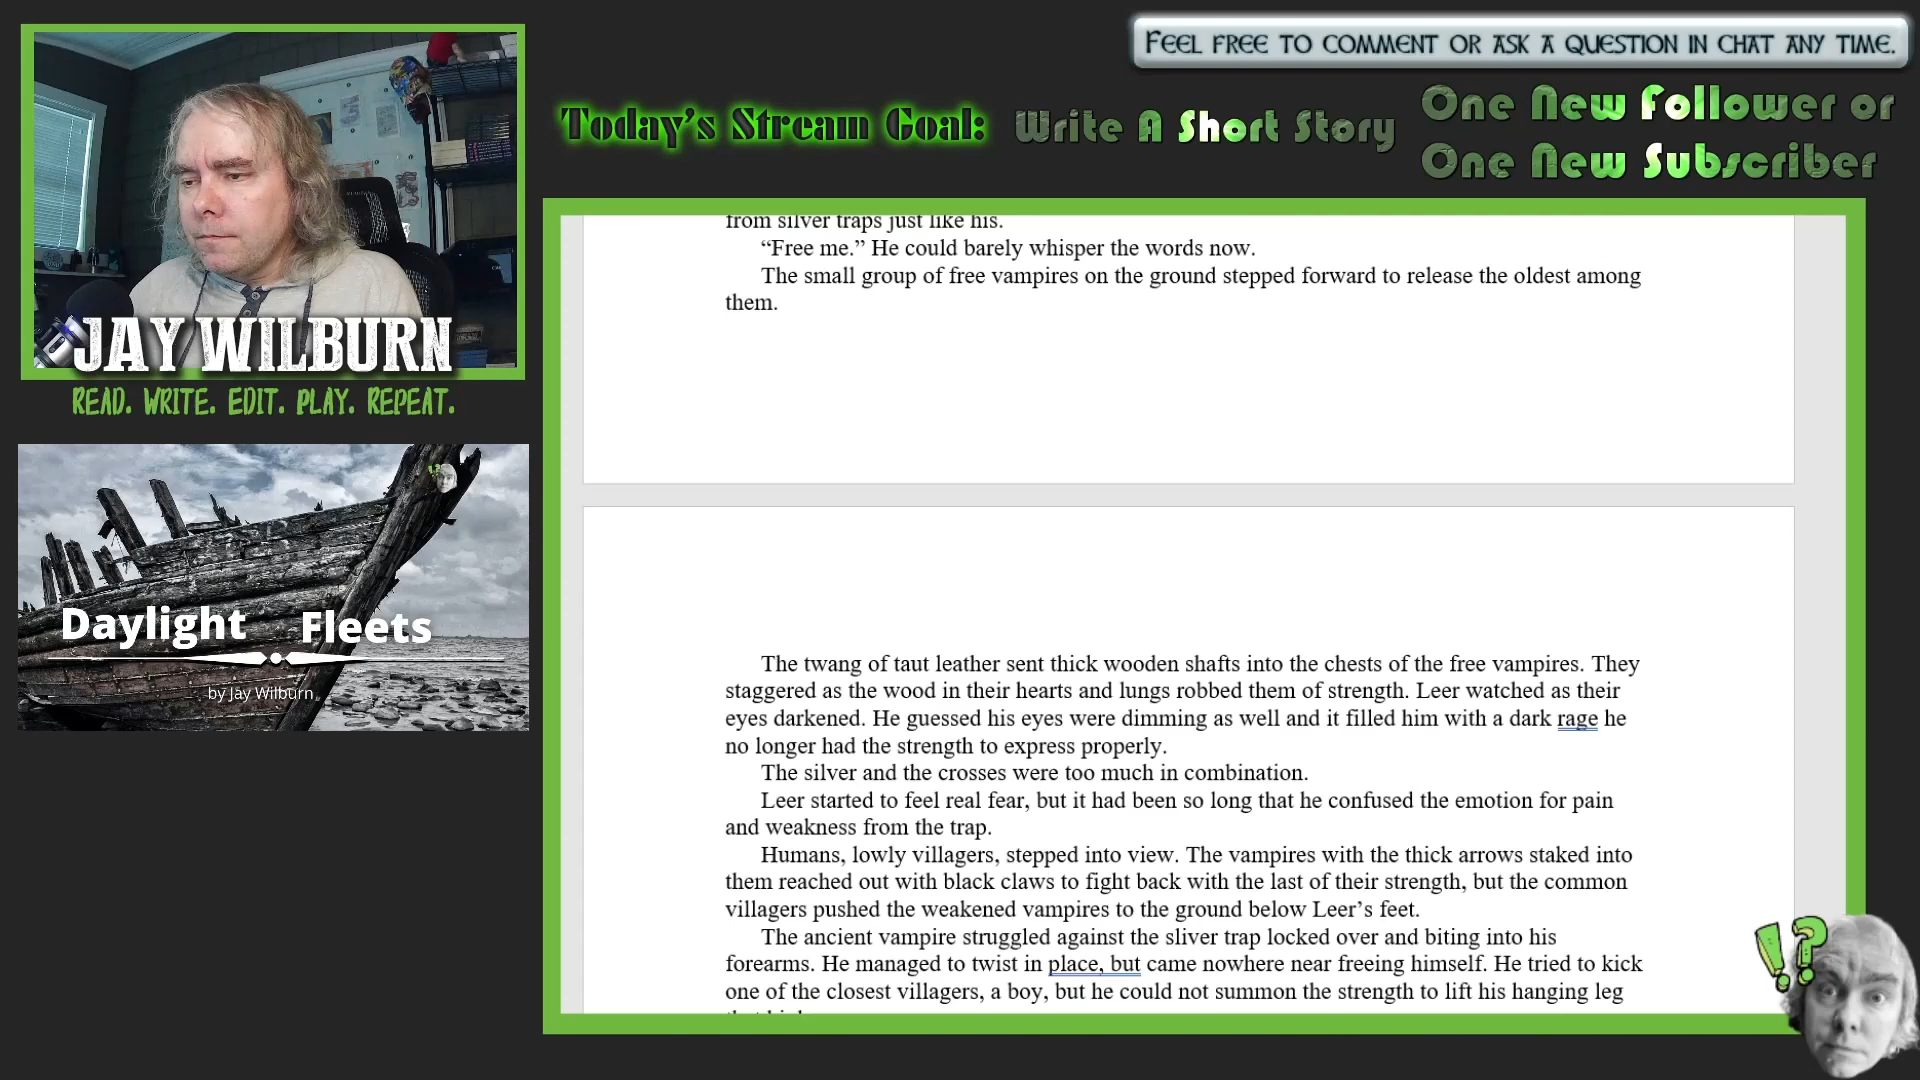 FEEL FREE TO COMMENT OR ASK A QUESTION IN CHAT ANY TIME.
Today's Stream Goal:
Write A Short Story
One New Follower or
One New Subscriber
JAY WILBURN
READ. WRITE. EDIT. PLAY. REPEAT.
Daylight Fleets
by Jay Wilburn
from silver traps just like his.
“Free me.” He could barely whisper the words now.
The small group of free vampires on the ground stepped forward to release the oldest among
them.
The twang of taut leather sent thick wooden shafts into the chests of the free vampires. They
staggered as the wood in their hearts and lungs robbed them of strength. Leer watched as their
eyes darkened. He guessed his eyes were dimming as well and it filled him with a dark rage he
no longer had the strength to express properly.
The silver and the crosses were too much in combination.
Leer started to feel real fear, but it had been so long that he confused the emotion for pain
and weakness from the trap.
Humans, lowly villagers, stepped into view. The vampires with the thick arrows staked into
them reached out with black claws to fight back with the last of their strength, but the common
villagers pushed the weakened vampires to the ground below Leer’s feet.
The ancient vampire struggled against the sliver trap locked over and biting into his
forearms. He managed to twist in place, but came nowhere near freeing himself. He tried to kick
one of the closest villagers, a boy, but he could not summon the strength to lift his hanging leg
!?